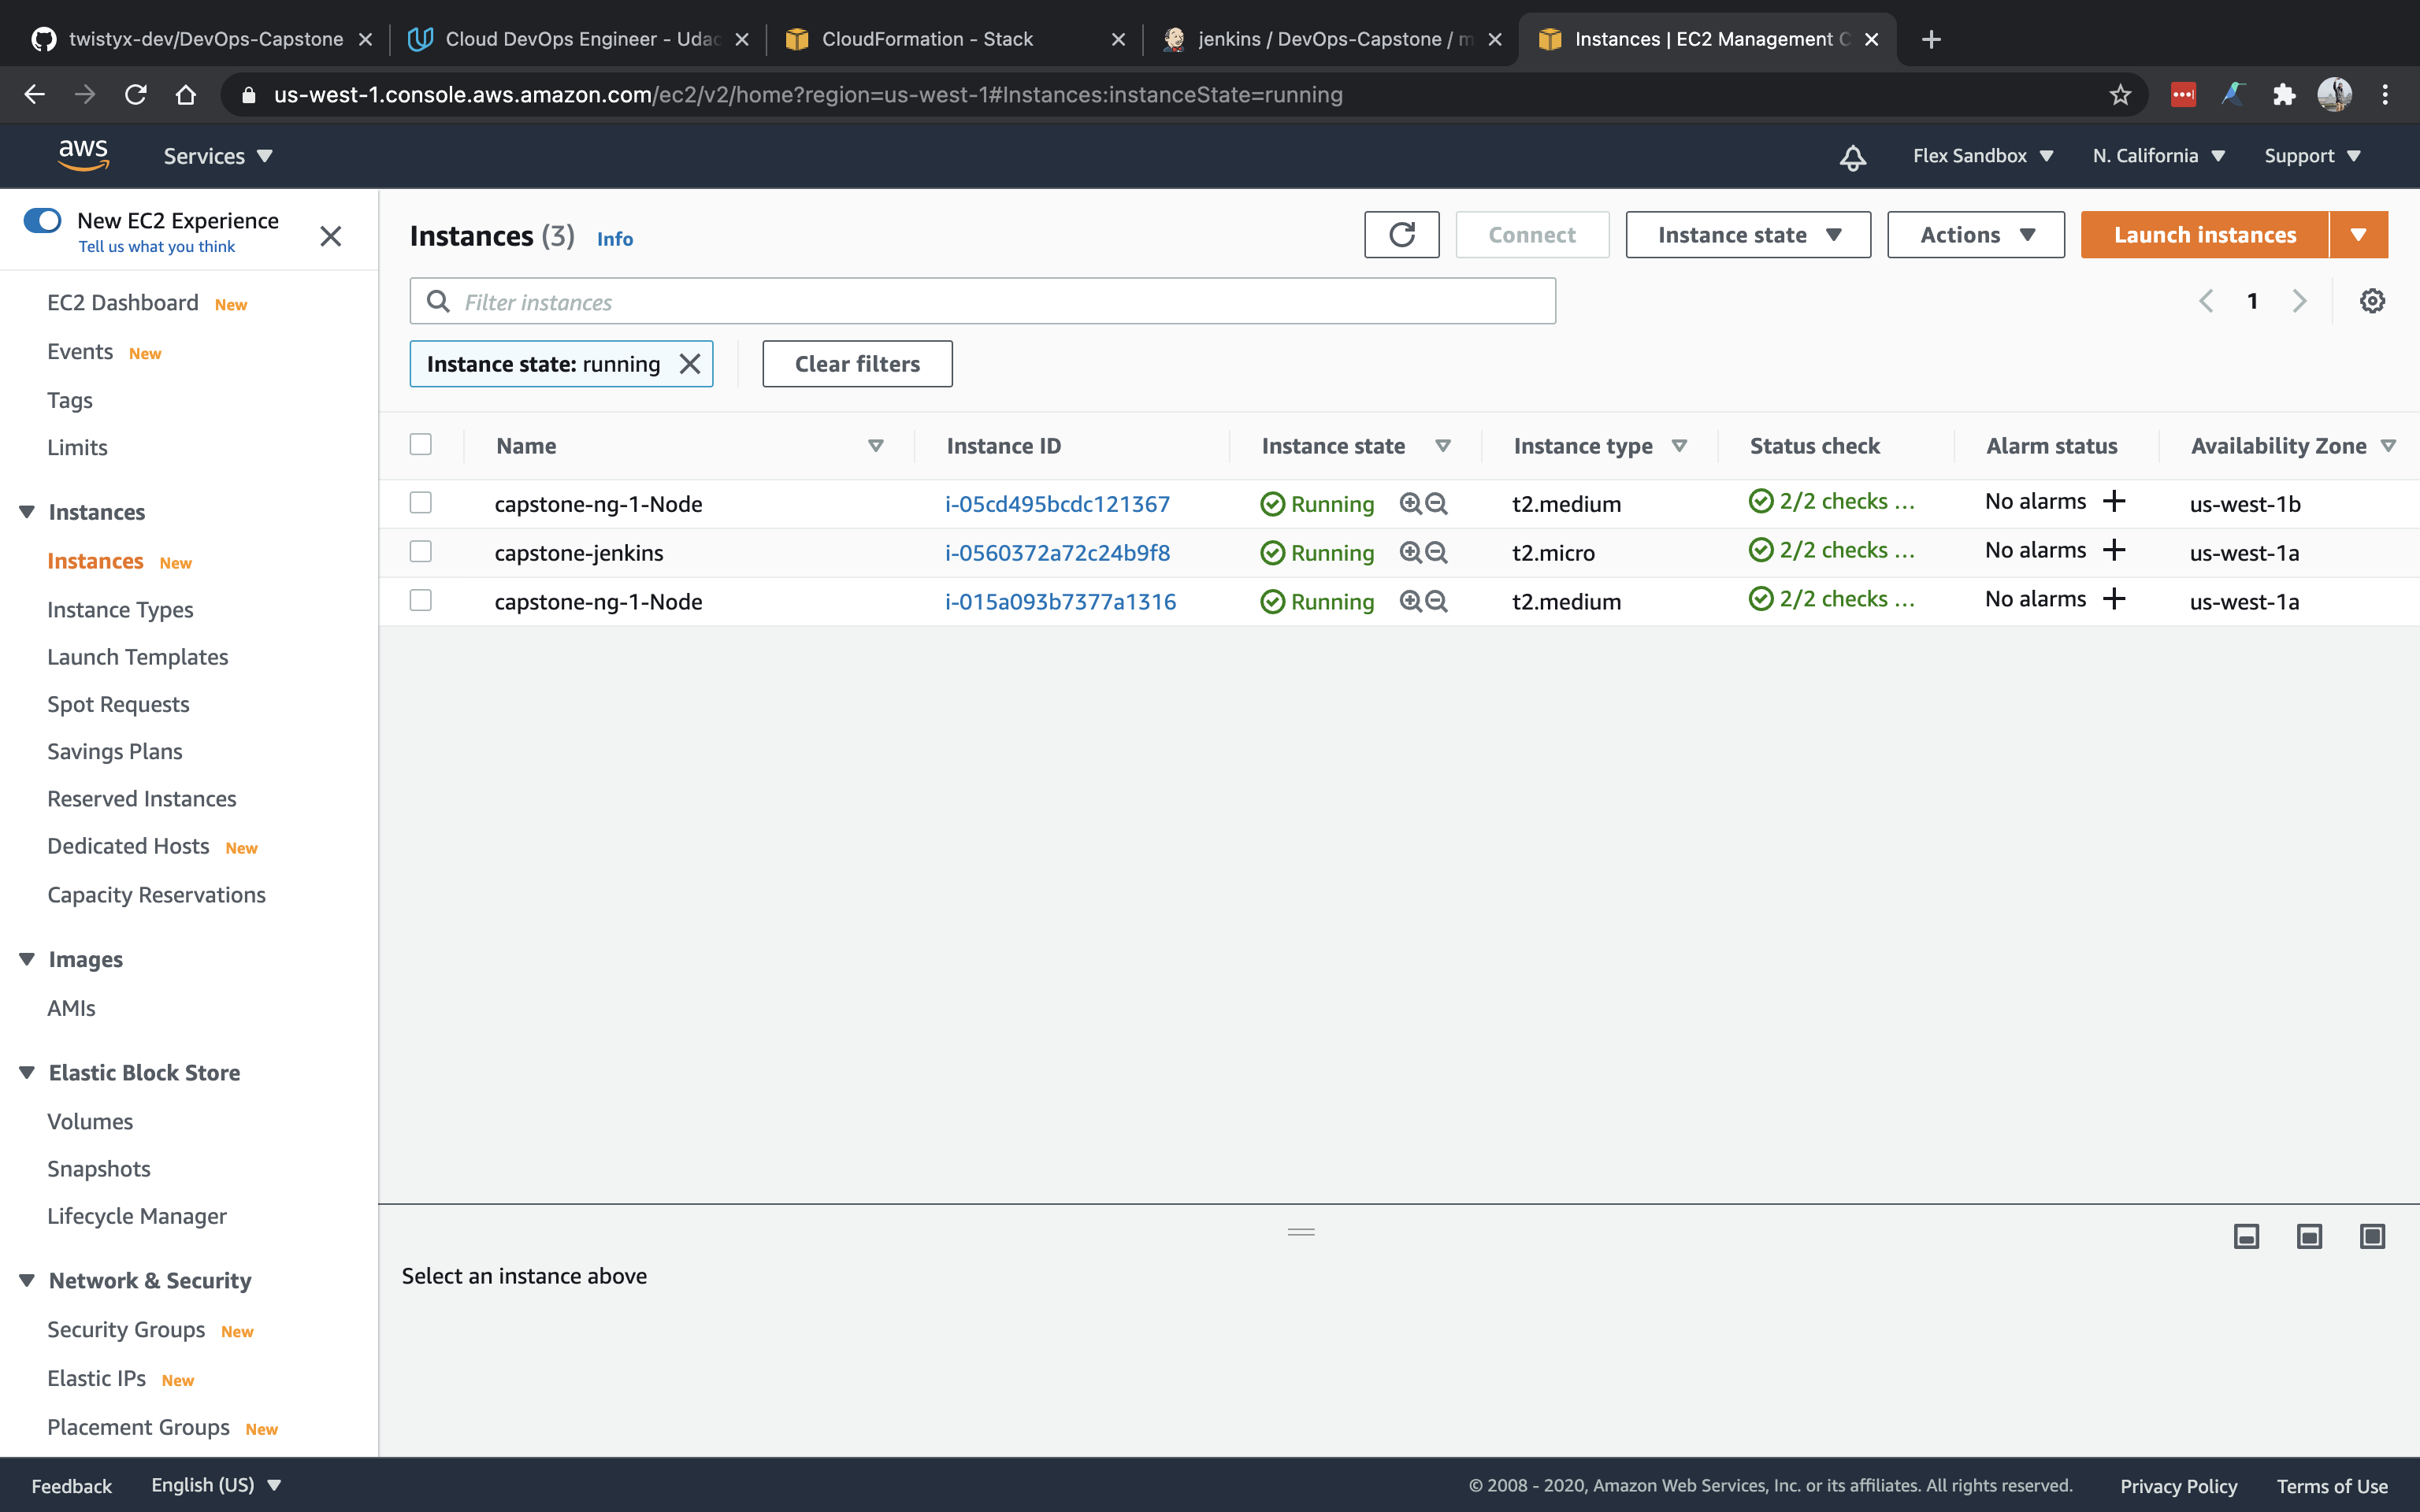 twistyx-dev/DevOps-Capstone
Cloud DevOps Engineer - Udac
CloudFormation - Stack
jenkins / DevOps-Capstone / m
Instances | EC2 Management C
us-west-1.console.aws.amazon.com/ec2/v2/home?region=us-west-1#Instances:instanceState=running
aws
Services
Flex Sandbox
N. California
Support
New EC2 Experience
Tell us what you think
EC2 Dashboard New
Events New
Tags
Limits
Instances
Instances New
Instance Types
Launch Templates
Spot Requests
Savings Plans
Reserved Instances
Dedicated Hosts New
Capacity Reservations
Images
AMIs
Elastic Block Store
Volumes
Snapshots
Lifecycle Manager
Network & Security
Security Groups New
Elastic IPs New
Placement Groups New
Instances (3) Info
Connect
Instance state
Actions
Launch instances
Filter instances
1
Instance state: running
Clear filters
Name Instance ID Instance state Instance type Status check Alarm status Availability Zone
capstone-ng-1-Node i-05cd495bcdc121367 Running t2.medium 2/2 checks ... No alarms + us-west-1b
capstone-jenkins i-0560372a72c24b9f8 Running t2.micro 2/2 checks ... No alarms + us-west-1a
capstone-ng-1-Node i-015a093b7377a1316 Running t2.medium 2/2 checks ... No alarms + us-west-1a
Select an instance above
Feedback
English (US)
© 2008 - 2020, Amazon Web Services, Inc. or its affiliates. All rights reserved.
Privacy Policy
Terms of Use